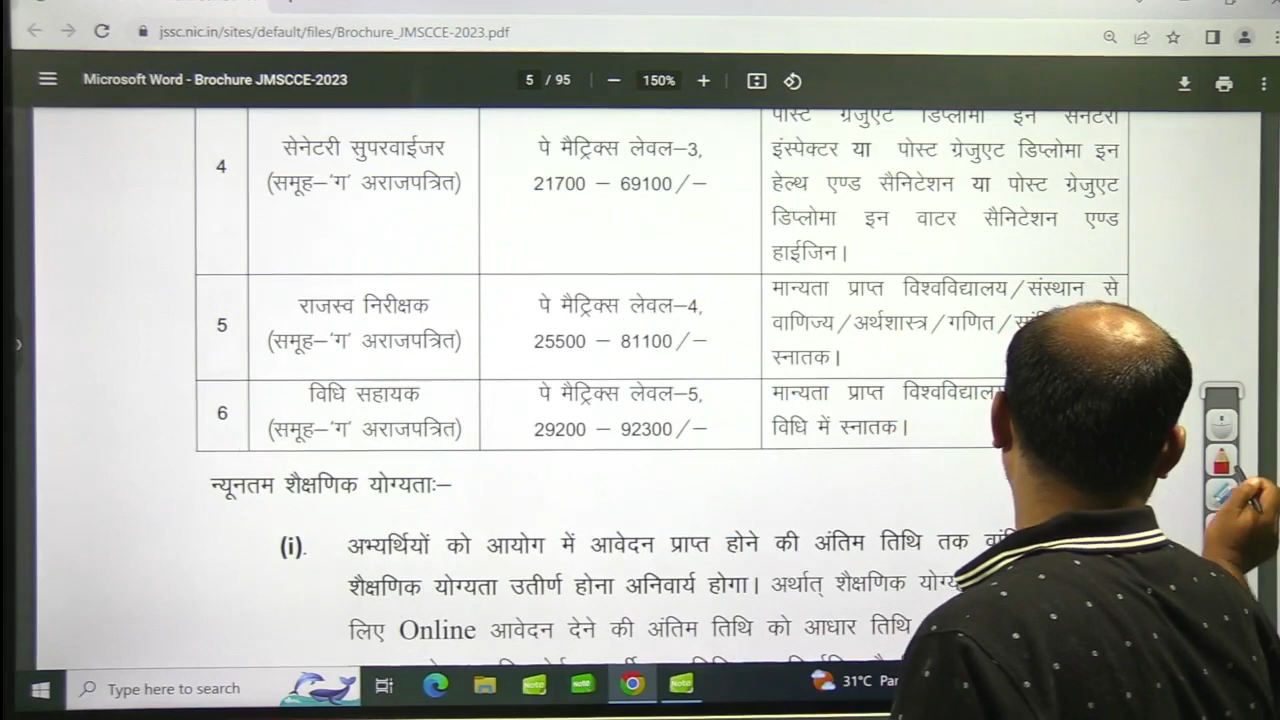 jssc.nic.in/sites/default/files/Brochure_JMSCCE-2023.pdf
Microsoft Word - Brochure JMSCCE-2023
5 / 95
150%
4
सेनेटरी सुपरवाईजर
(समूह–'ग' अराजपत्रित)
पे मैट्रिक्स लेवल–3,
21700 – 69100/–
पोस्ट ग्रेजुएट डिप्लोमा इन सेनेटरी
इंस्पेक्टर या पोस्ट ग्रेजुएट डिप्लोमा इन
हेल्थ एण्ड सैनिटेशन या पोस्ट ग्रेजुएट
डिप्लोमा इन वाटर सैनिटेशन एण्ड
हाईजिन।
5
राजस्व निरीक्षक
(समूह–'ग' अराजपत्रित)
पे मैट्रिक्स लेवल–4,
25500 – 81100/–
मान्यता प्राप्त विश्वविद्यालय/संस्थान से
वाणिज्य/अर्थशास्त्र/गणित/
स्नातक।
6
विधि सहायक
(समूह–'ग' अराजपत्रित)
पे मैट्रिक्स लेवल–5,
29200 – 92300/–
मान्यता प्राप्त
विधि में स्नातक।
न्यूनतम शैक्षणिक योग्यताः–
(i). अभ्यर्थियों को आयोग में आवेदन प्राप्त होने की अंतिम तिथि तक
शैक्षणिक योग्यता उतीर्ण होना अनिवार्य होगा। अर्थात् शैक्षणिक
लिए Online आवेदन देने की अंतिम तिथि को आधार तिथि
Type here to search
Note
Note
Note
31°C